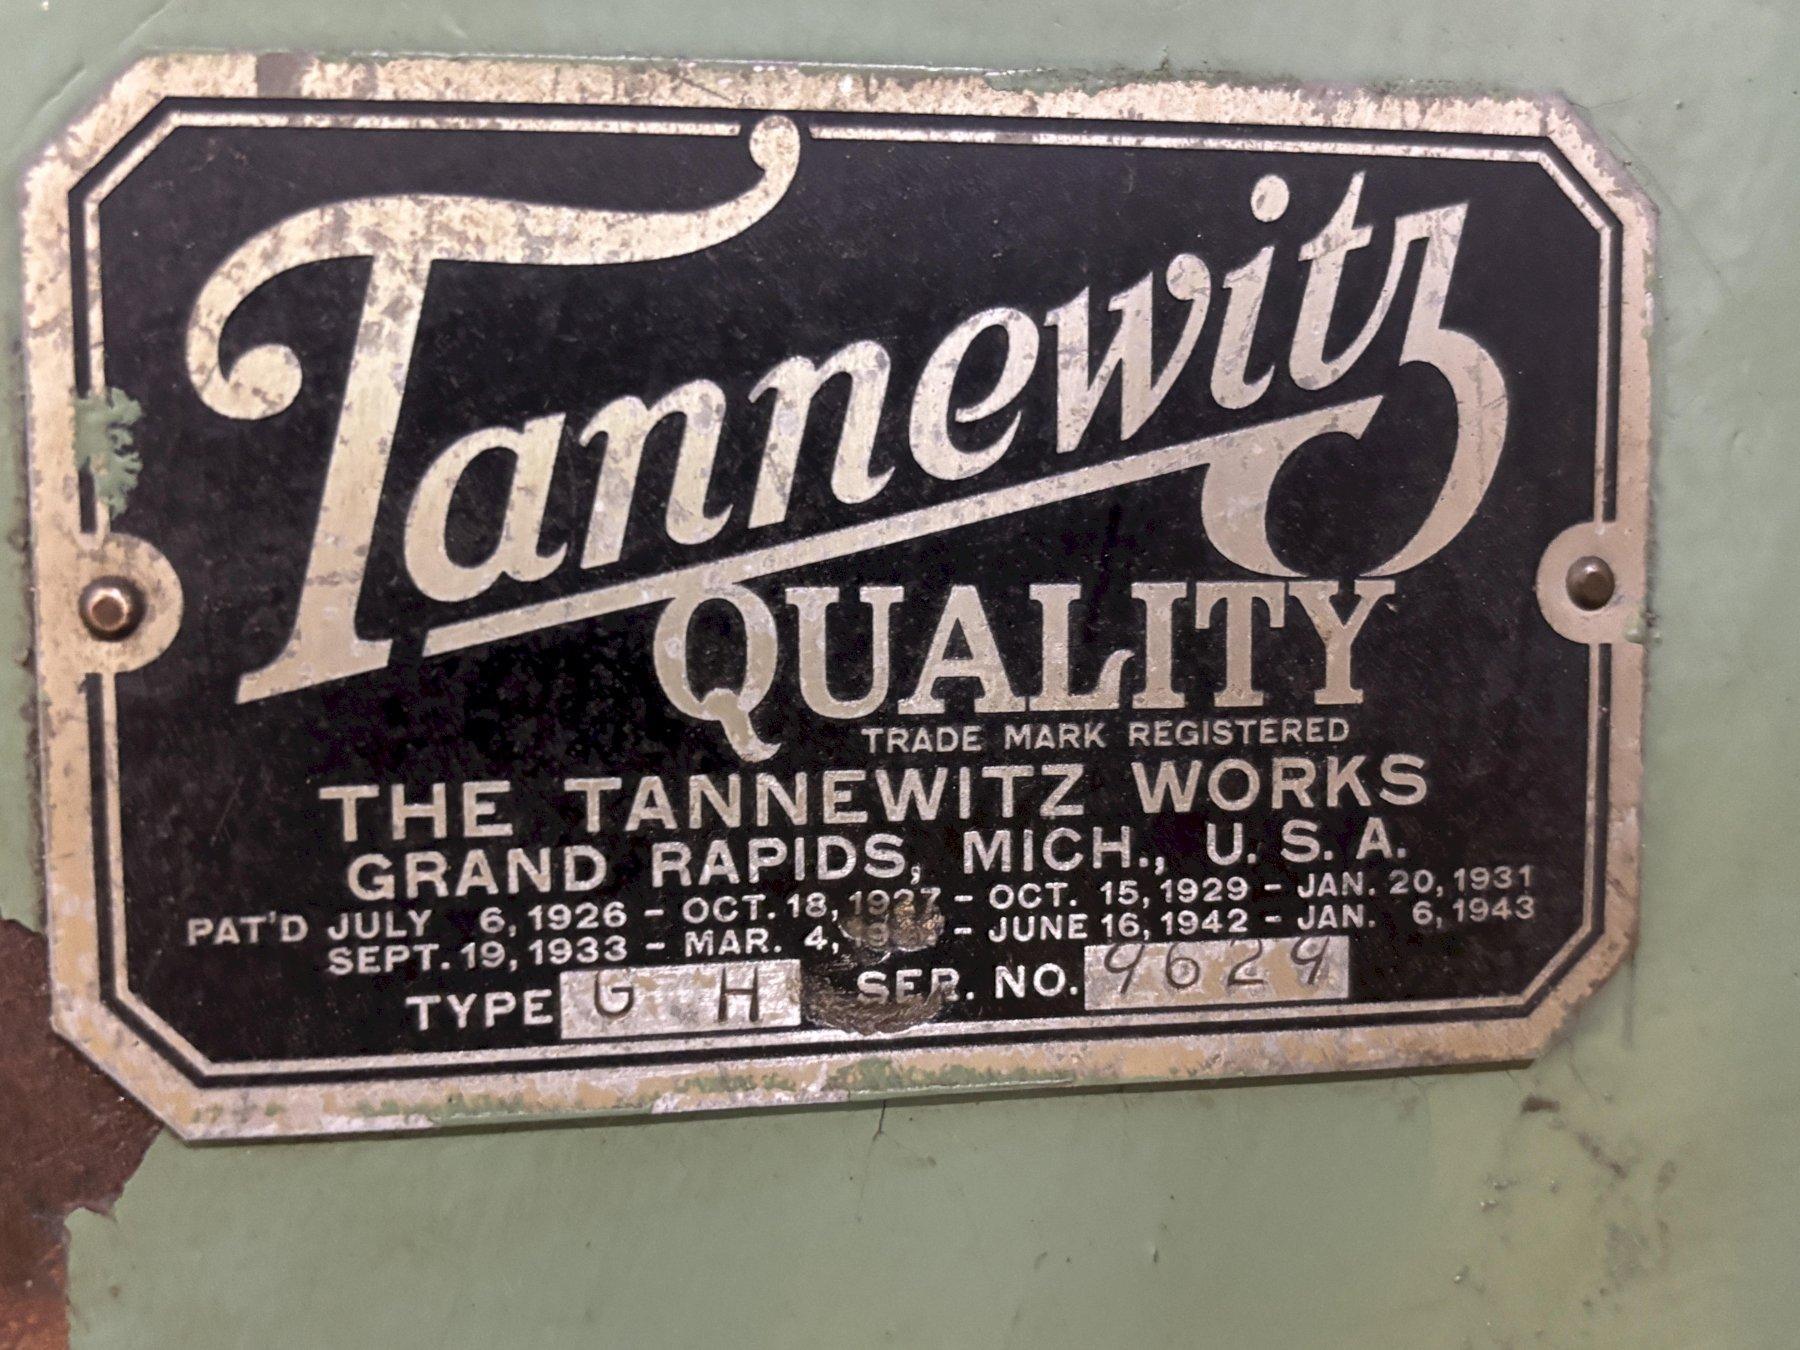 Tannewitz
QUALITY
TRADE MARK REGISTERED
THE TANNEWITZ WORKS
GRAND RAPIDS, MICH., U. S. A.
PAT'D JULY 6, 1926 - OCT. 18, 1927 - OCT. 15, 1929 - JAN. 20, 1931
SEPT. 19, 1933 - MAR. 4, - JUNE 16, 1942 - JAN. 6, 1943
TYPE G H SER. NO. 9629